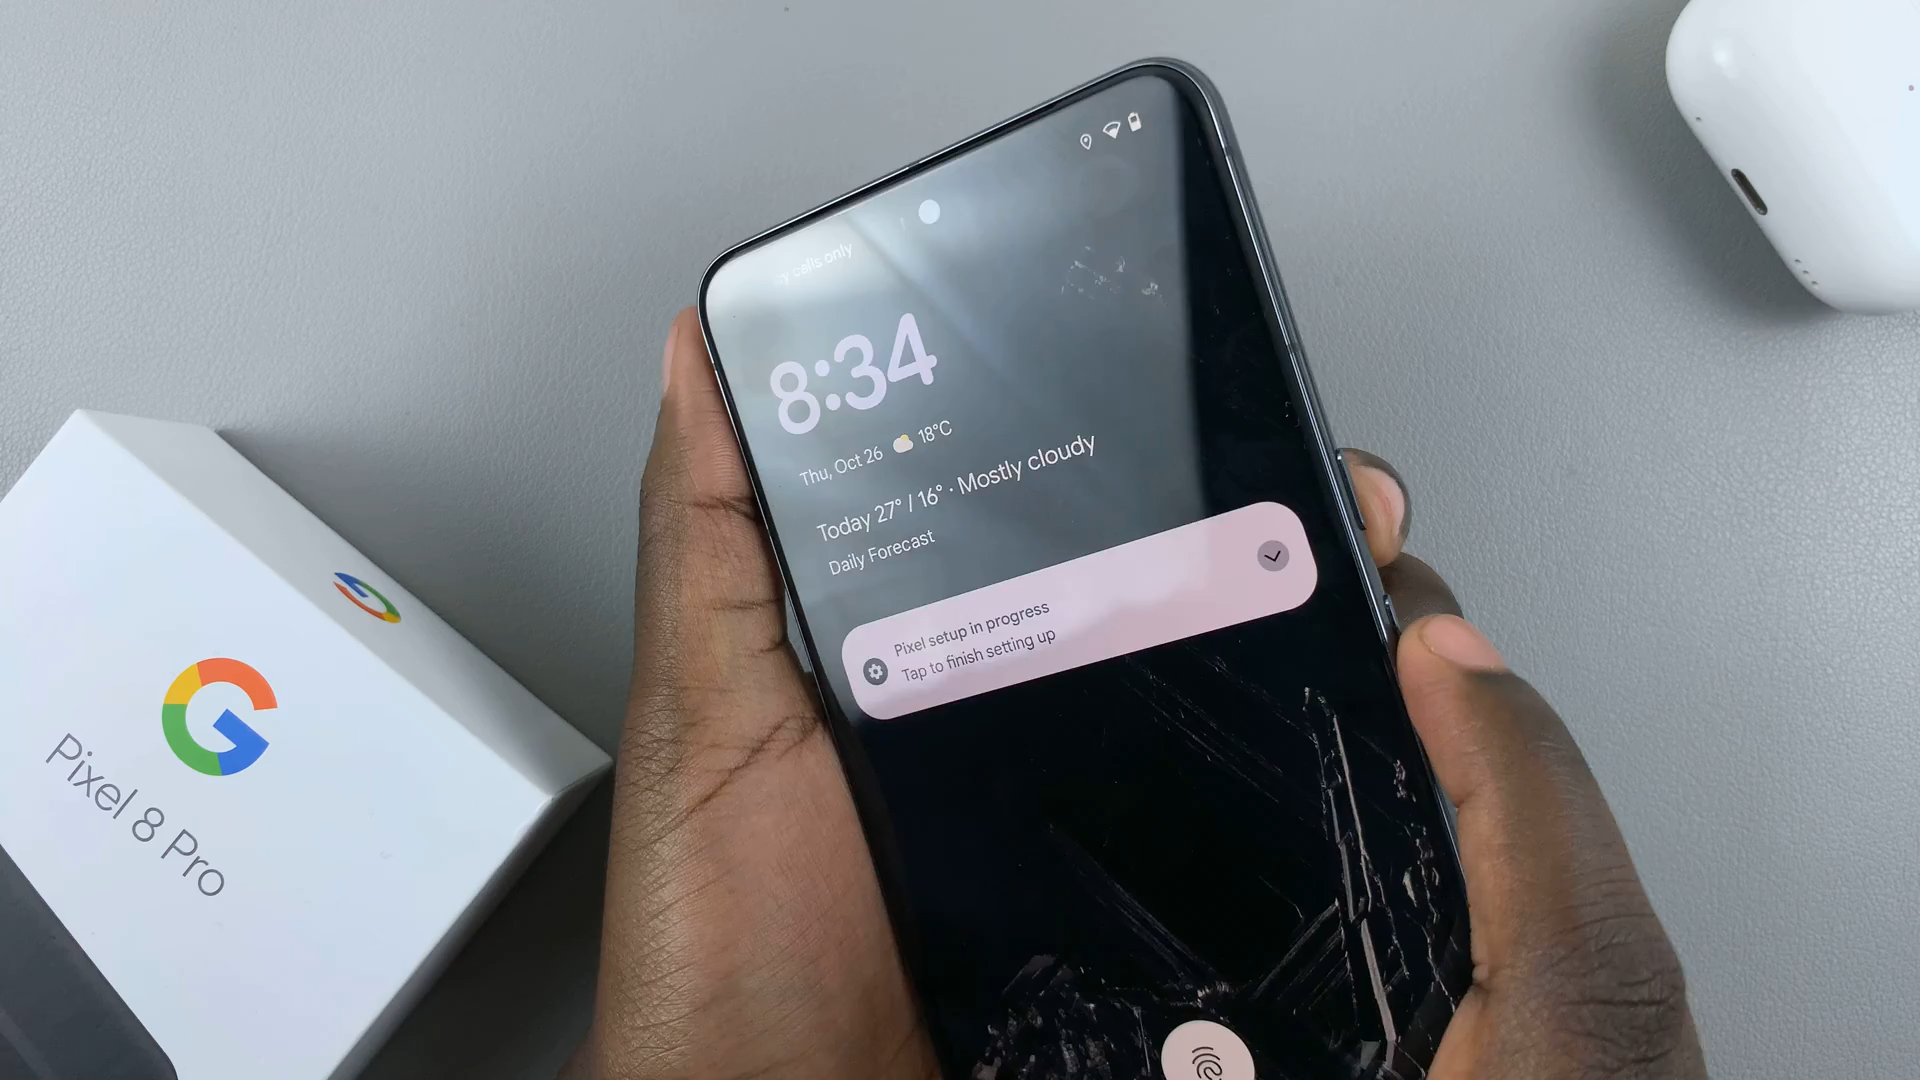 calls only
8:34
Thu, Oct 26 18°C
Today 27° / 16° · Mostly cloudy
Daily Forecast
Pixel setup in progress
Tap to finish setting up
G
G
Pixel 8 Pro